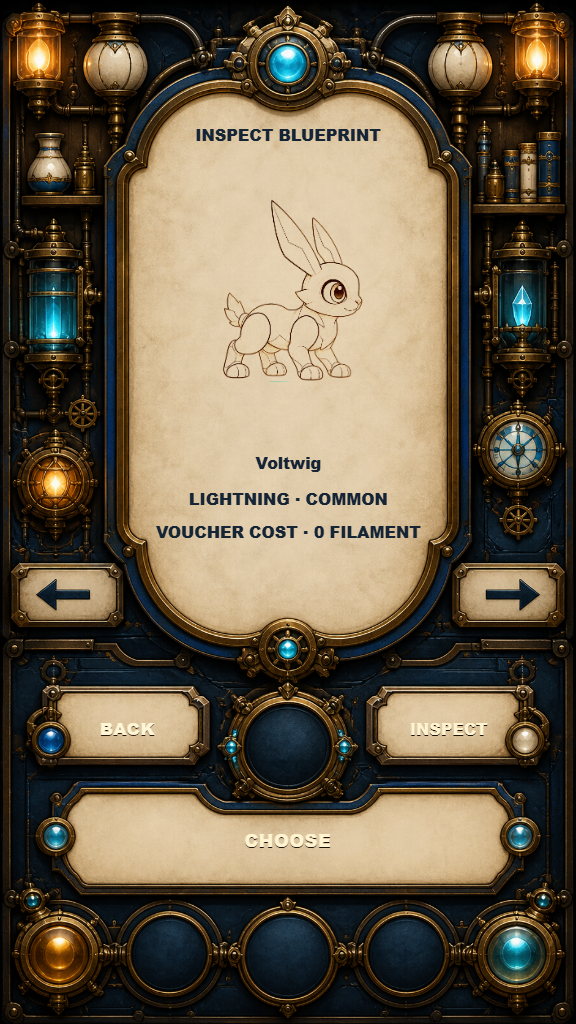 INSPECT BLUEPRINT
Voltwig
LIGHTNING · COMMON
VOUCHER COST · 0 FILAMENT
BACK
INSPECT
CHOOSE